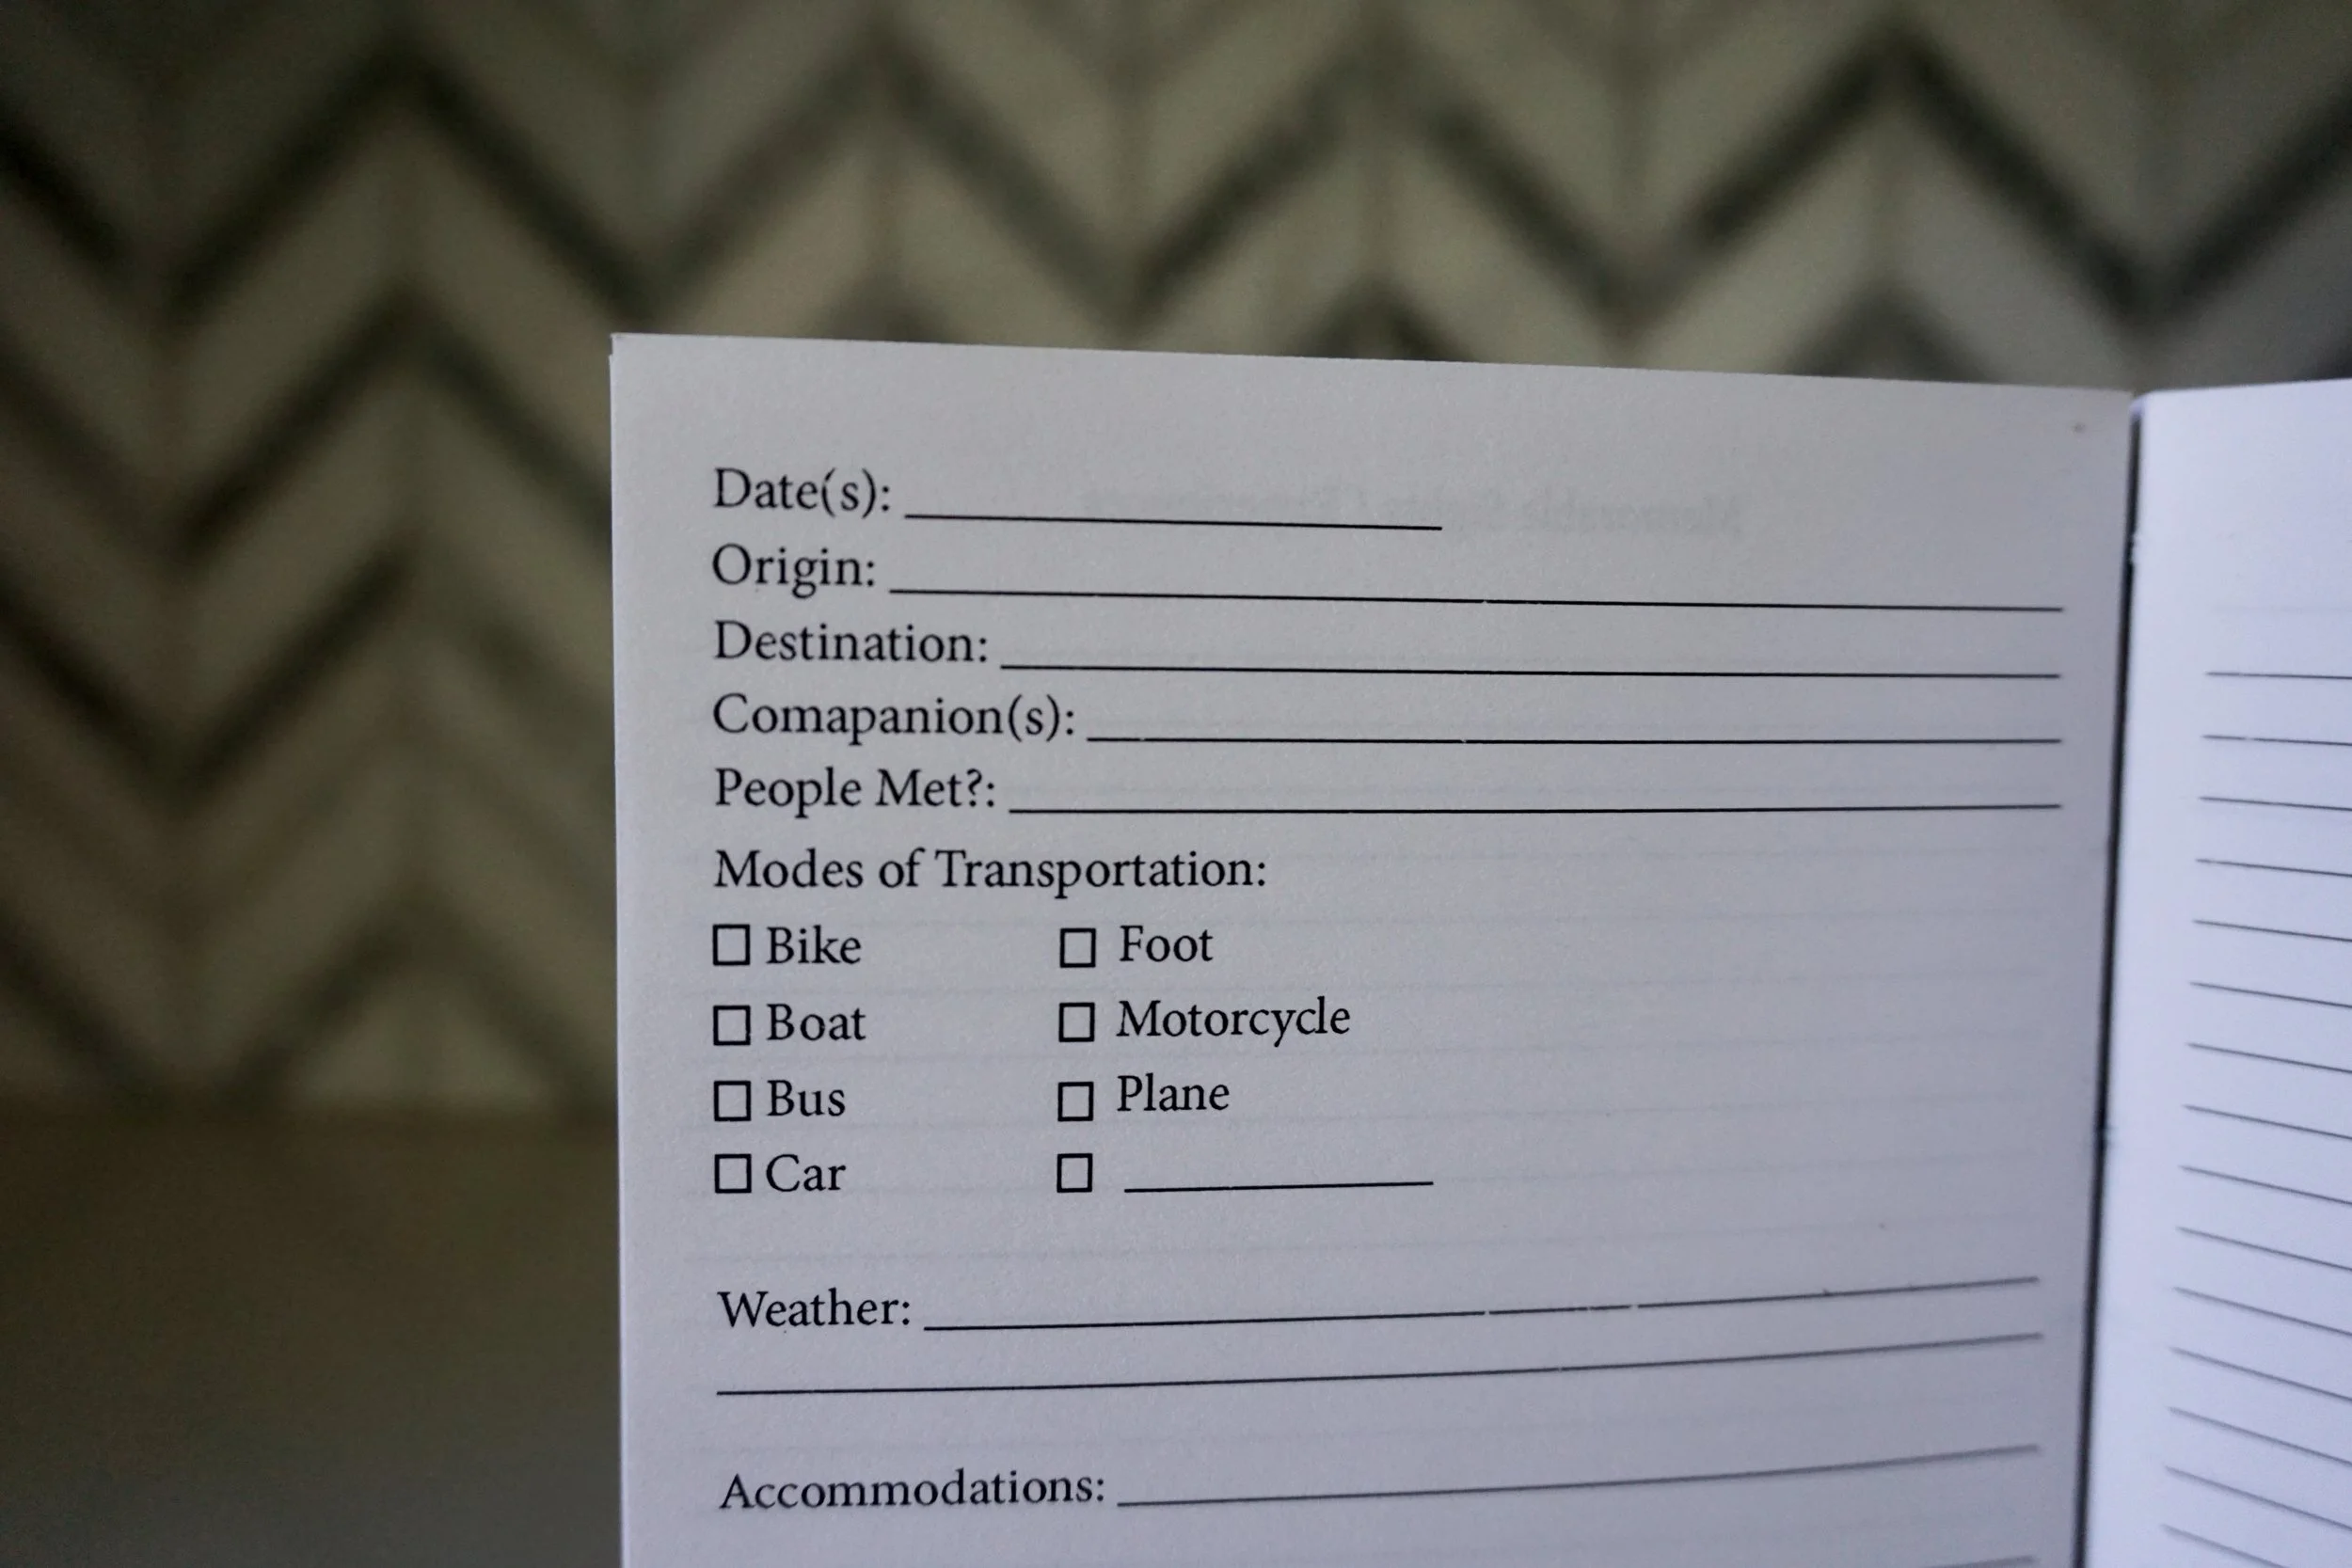 Date(s):
Origin:
Destination:
Comapanion(s):
People Met?:
Modes of Transportation:
Bike Foot
Boat Motorcycle
Bus Plane
Car
Weather:
Accommodations: